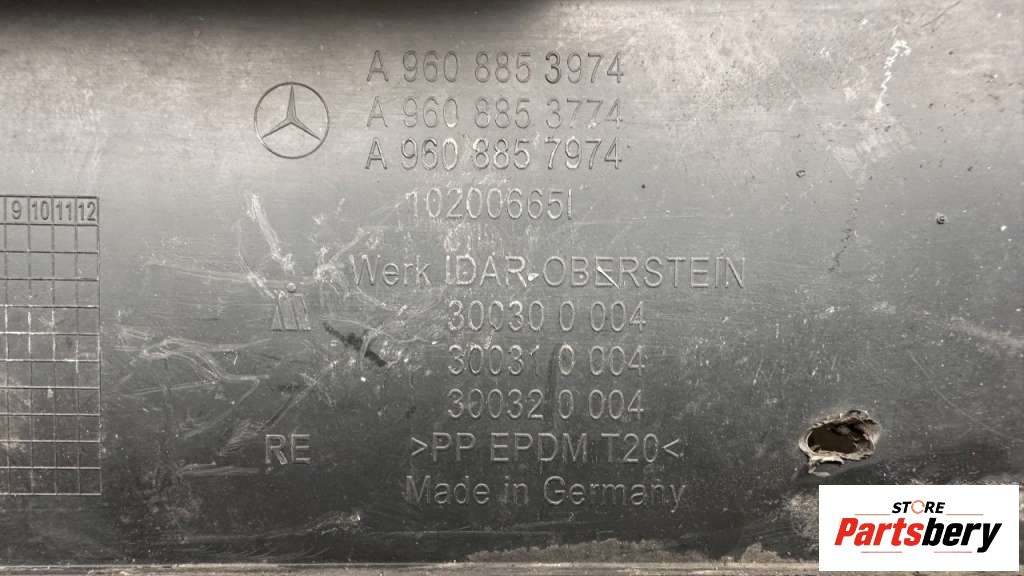 A 960 885 3974
A 960 885 3774
A 960 885 7974
10200665I
9 10 11 12
Werk IDAR-OBERSTEIN
30030 0 004
30031 0 004
30032 0 004
RE >PP EPDM T20<
Made in Germany
STORE
Partsbery